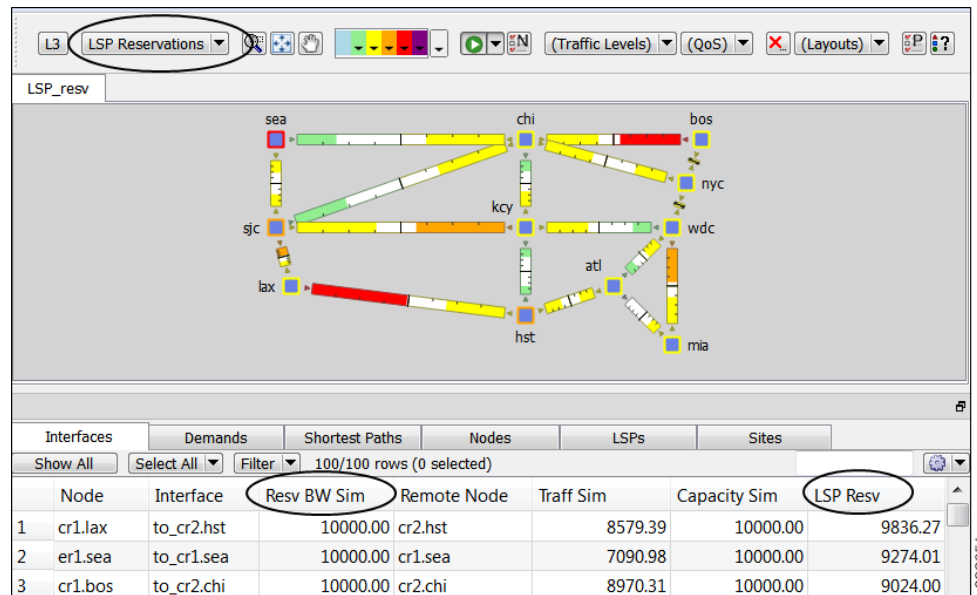 L3 LSP Reservations (Traffic Levels) (QoS) (Layouts)
LSP_resv
sea chi bos
nyc
kcy
sjc wdc
atl
lax
hst
mia
Interfaces Demands Shortest Paths Nodes LSPs Sites
Show All Select All Filter 100/100 rows (0 selected)
Node Interface Resv BW Sim Remote Node Traff Sim Capacity Sim LSP Resv
1 cr1.lax to_cr2.hst 10000.00 cr2.hst 8579.39 10000.00 9836.27
2 er1.sea to_cr1.sea 10000.00 cr1.sea 7090.98 10000.00 9274.01
3 cr1.bos to_cr2.chi 10000.00 cr2.chi 8970.31 10000.00 9024.00